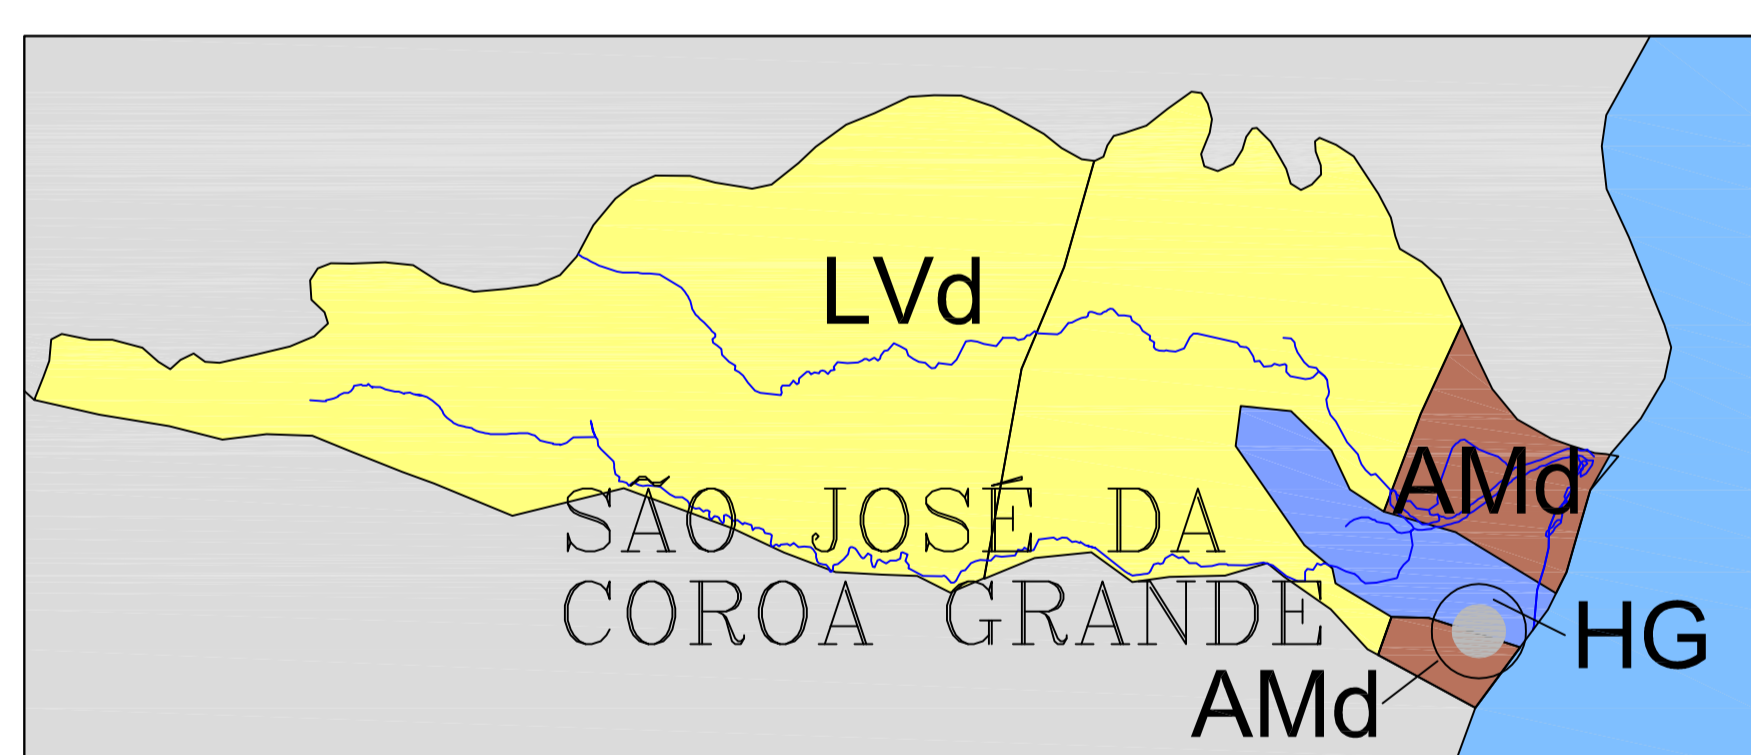 LVd
AMd
SÃO JOSÉ DA
COROA GRANDE
HG
AMd